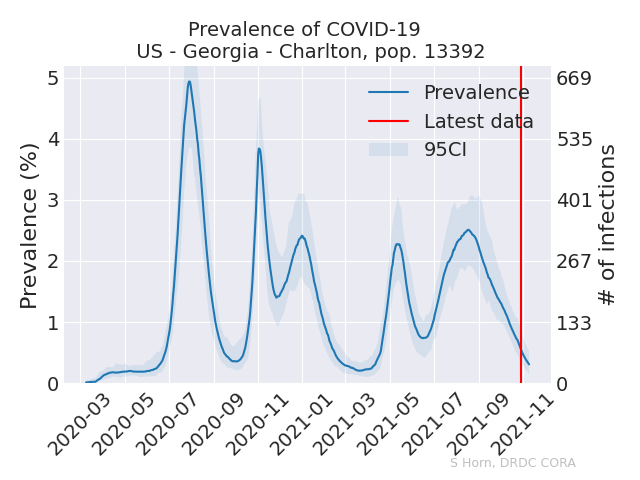 Prevalence of COVID-19
US - Georgia - Charlton, pop. 13392
Prevalence (%)
5
4
3
2
1
0
669
535
401
267
133
0
# of infections
Prevalence
Latest data
95CI
2020-03
2020-05
2020-07
2020-09
2020-11
2021-01
2021-03
2021-05
2021-07
2021-09
2021-11
S Horn, DRDC CORA